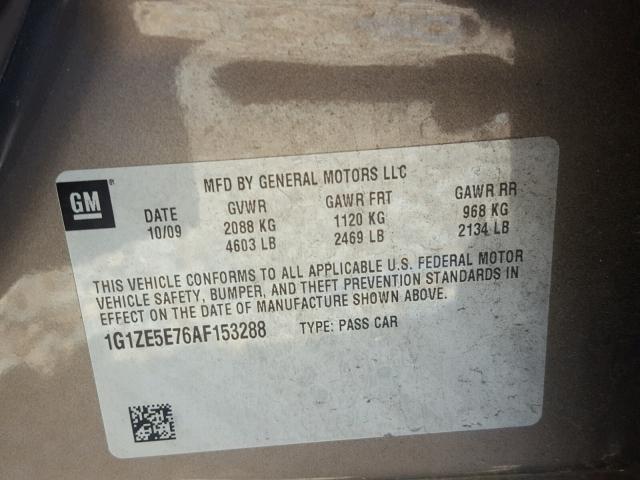 GM®
MFD BY GENERAL MOTORS LLC
DATE GVWR GAWR FRT GAWR RR
10/09 2088 KG 1120 KG 968 KG
4603 LB 2469 LB 2134 LB
THIS VEHICLE CONFORMS TO ALL APPLICABLE U.S. FEDERAL MOTOR
VEHICLE SAFETY, BUMPER, AND THEFT PREVENTION STANDARDS IN
EFFECT ON THE DATE OF MANUFACTURE SHOWN ABOVE.
1G1ZE5E76AF153288 TYPE: PASS CAR